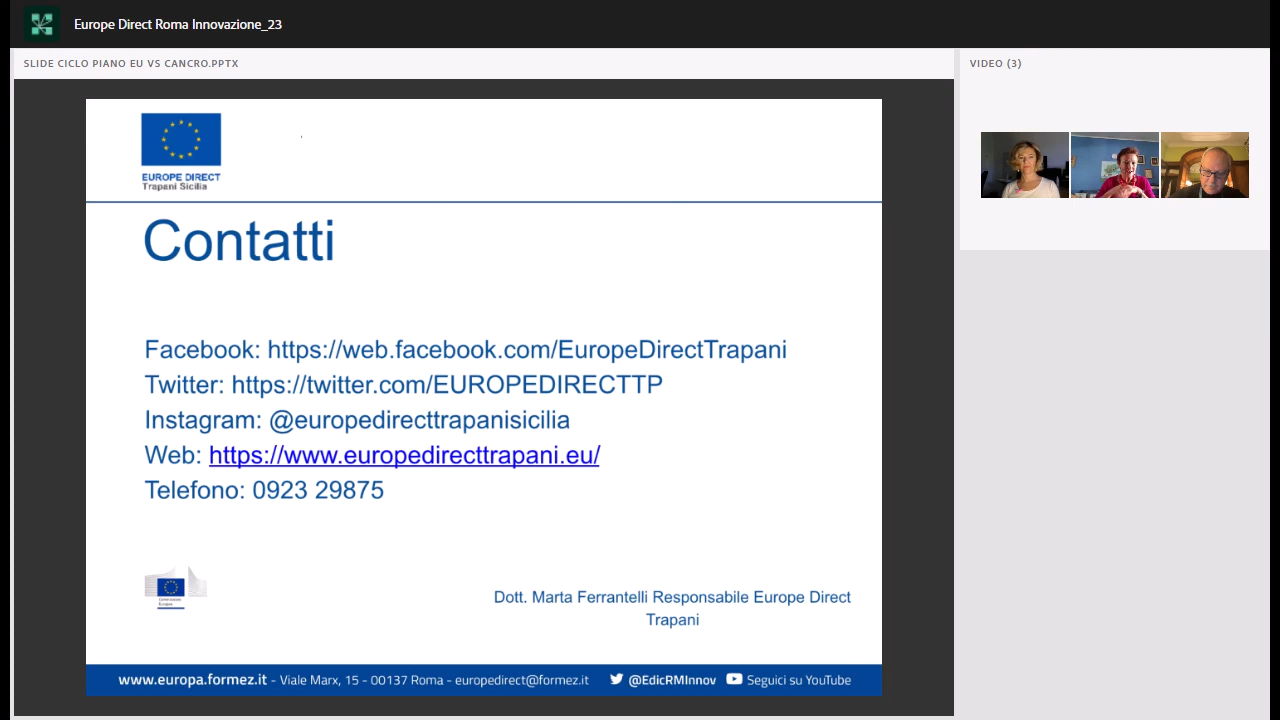 Europe Direct Roma Innovazione_23
SLIDE CICLO PIANO EU VS CANCRO.PPTX
VIDEO (3)
EUROPE DIRECT
Trapani Sicilia
Contatti
Facebook: https://web.facebook.com/EuropeDirectTrapani
Twitter: https://twitter.com/EUROPEDIRECTTP
Instagram: @europedirecttrapanisicilia
Web: https://www.europedirecttrapani.eu/
Telefono: 0923 29875
Dott. Marta Ferrantelli Responsabile Europe Direct
Trapani
www.europa.formez.it - Viale Marx, 15 - 00137 Roma - europedirect@formez.it @EdicRMInnov Seguici su YouTube